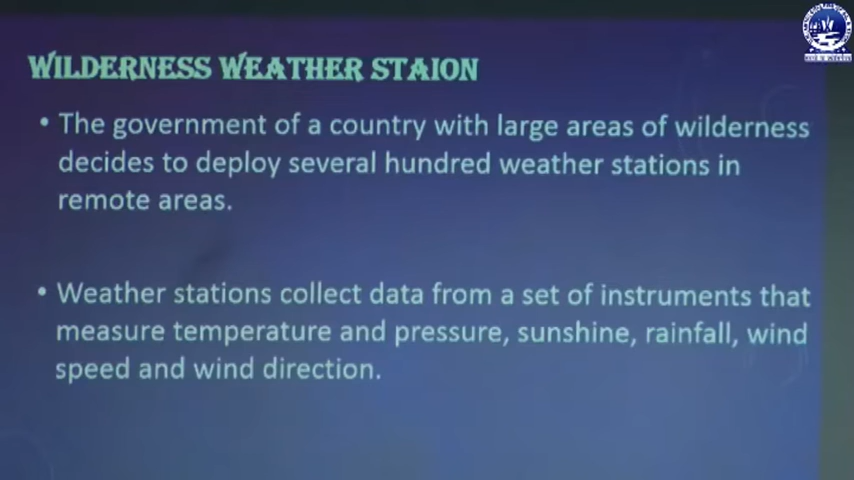 WILDERNESS WEATHER STAION
• The government of a country with large areas of wilderness
decides to deploy several hundred weather stations in
remote areas.
• Weather stations collect data from a set of instruments that
measure temperature and pressure, sunshine, rainfall, wind
speed and wind direction.